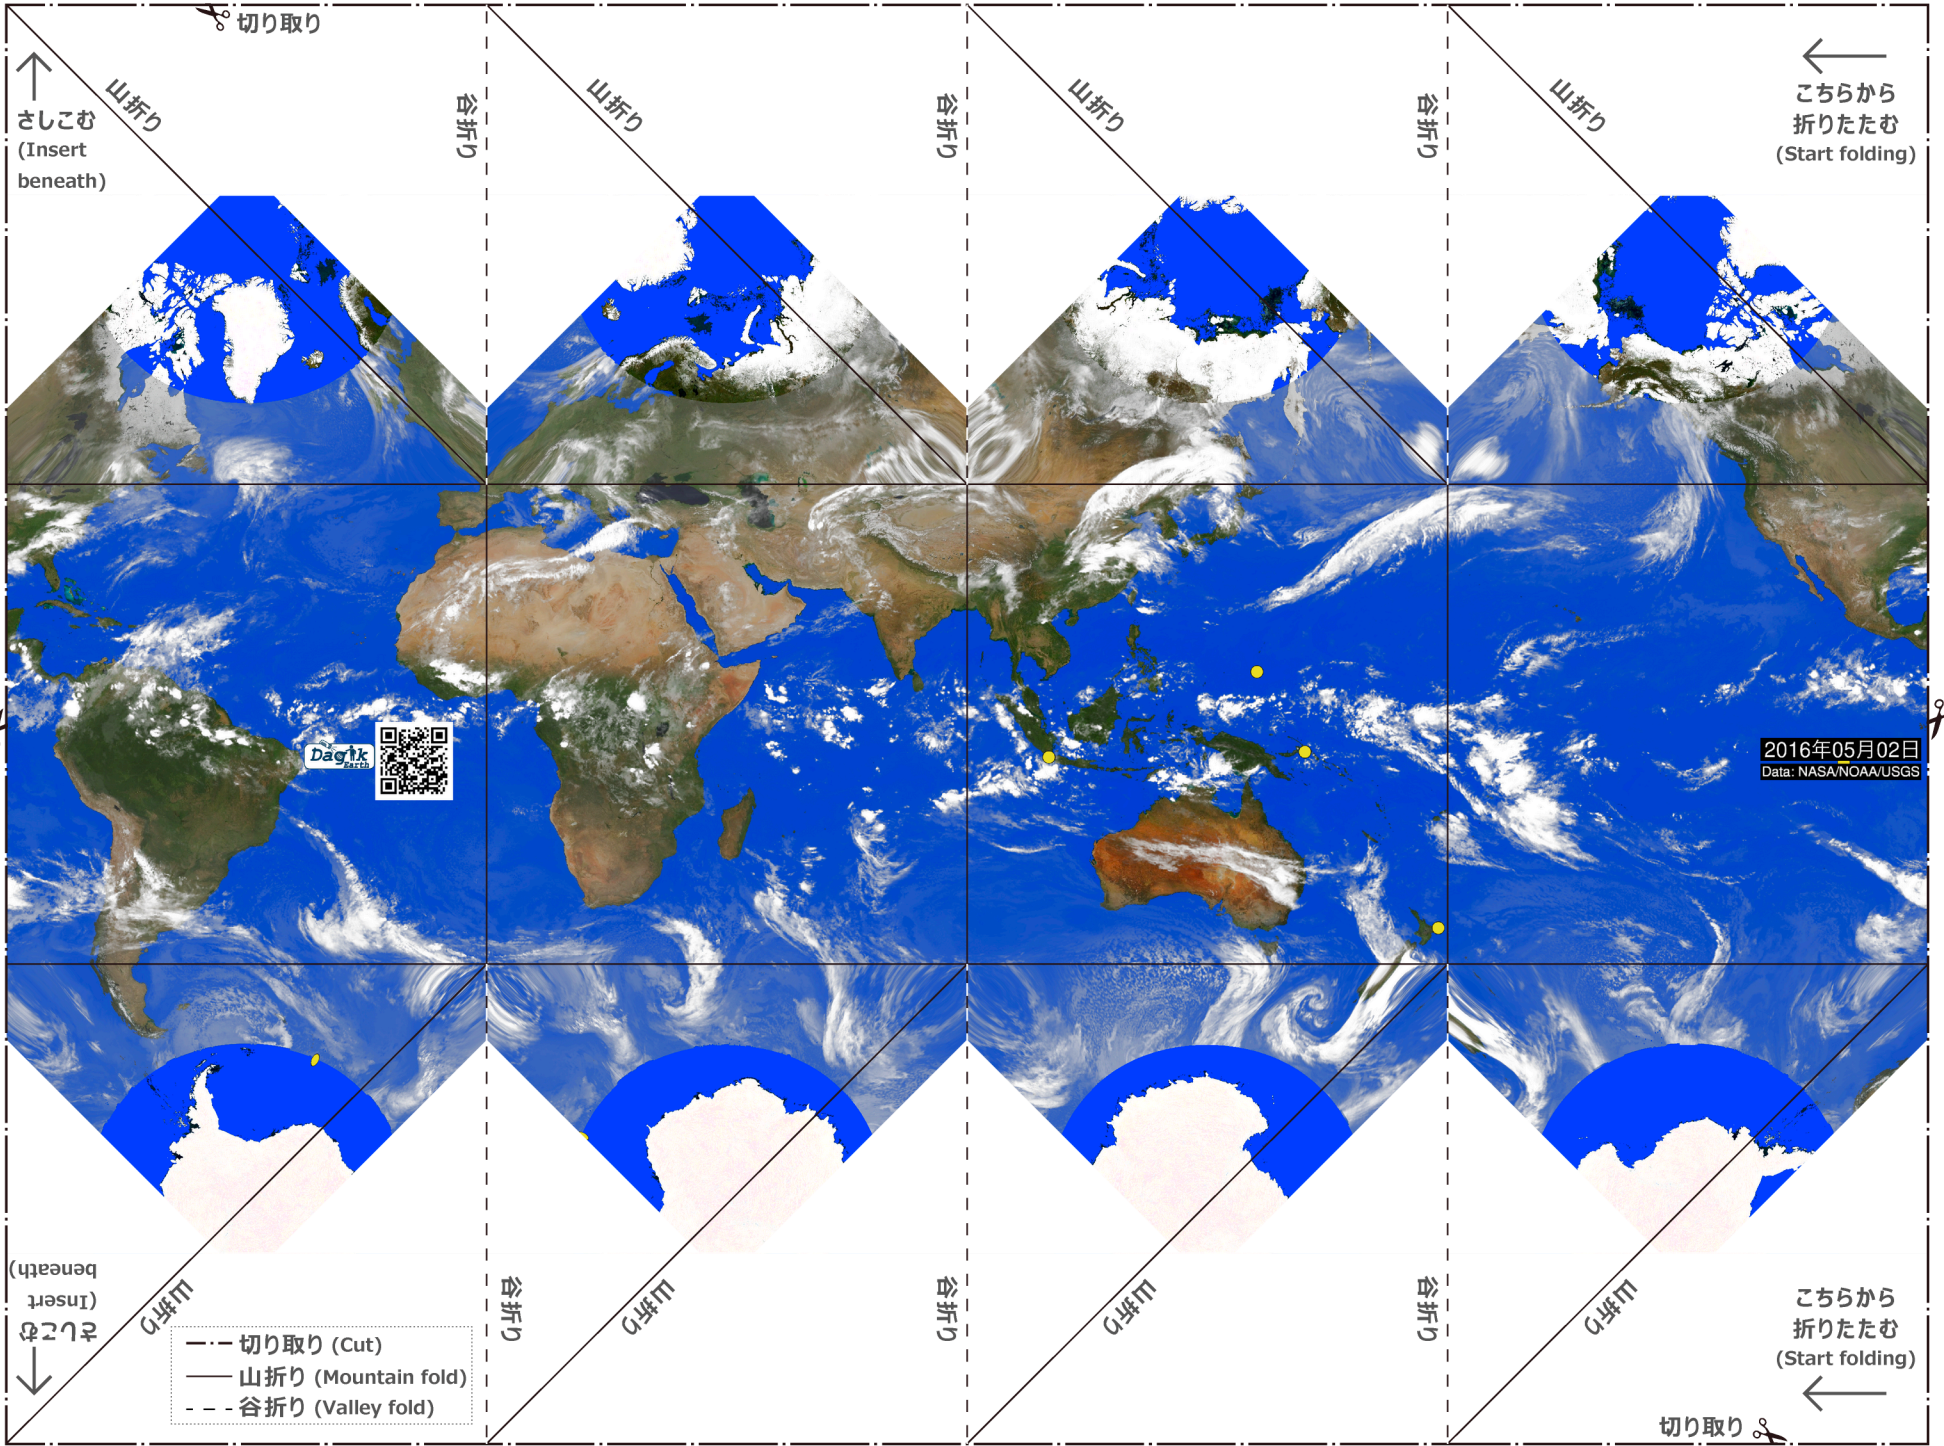 切り取り
山折り
谷折り
山折り
谷折り
山折り
谷折り
山折り
さしこむ
(Insert
beneath)
こちらから
折りたたむ
(Start folding)
Dagik
Earth
2016年05月02日
Data: NASA/NOAA/USGS
さしこむ
(Insert
beneath)
山折り
谷折り
山折り
谷折り
山折り
谷折り
山折り
こちらから
折りたたむ
(Start folding)
切り取り (Cut)
山折り (Mountain fold)
谷折り (Valley fold)
切り取り